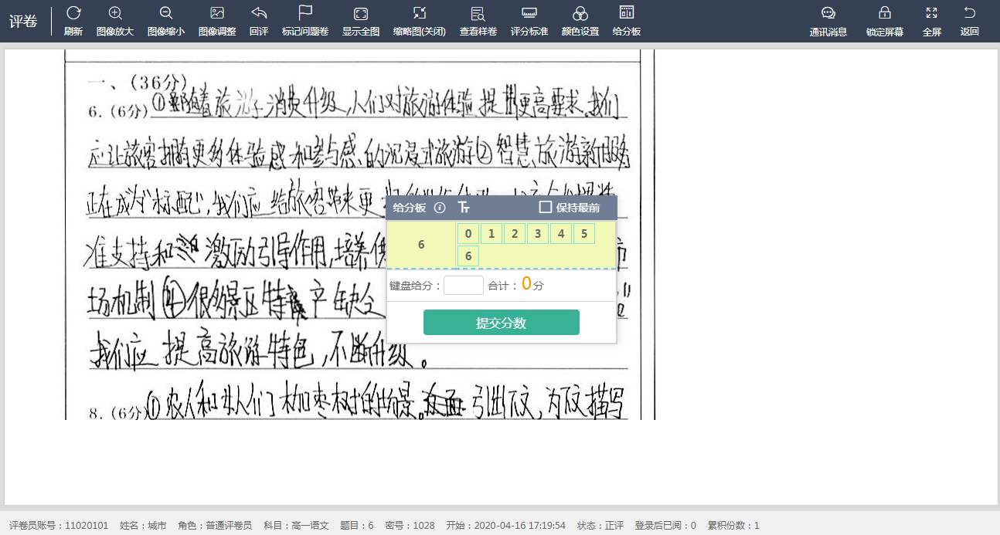 评卷
刷新
图像放大
图像缩小
图像调整
回评
标记问题卷
显示全图
缩略图(关闭)
查看样卷
评分标准
颜色设置
给分板
通讯消息
锁定屏幕
全屏
返回
一、(36分)
6.(6分)①随着旅游消费升级,人们对旅游体验提出更高要求。我们
应让旅客拥有更多体验感和参与感的沉浸式旅游②智慧旅游新服务
正在成为"标配",我们应给旅客带来更
准支持和 激励引导作用,培养供 市
场机制④很多景区特 产 缺乏
我们应提高旅游特色,不断升级。
8.(6分)①农人和 人们 枣树的场景。 引出下文,为下文描写
给分板
保持最前
6
0 1 2 3 4 5
6
键盘给分: 合计:0分
提交分数
评卷员账号:11020101 姓名:城市 角色:普通评卷员 科目:高一语文 题目:6 密号:1028 开始:2020-04-16 17:19:54 状态:正评 登录后已阅:0 累积份数:1